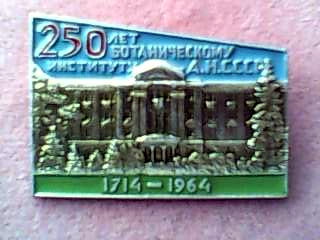 250 ЛЕТ
БОТАНИЧЕСКОМУ
ИНСТИТУТУ А.Н.СССР
1714-1964